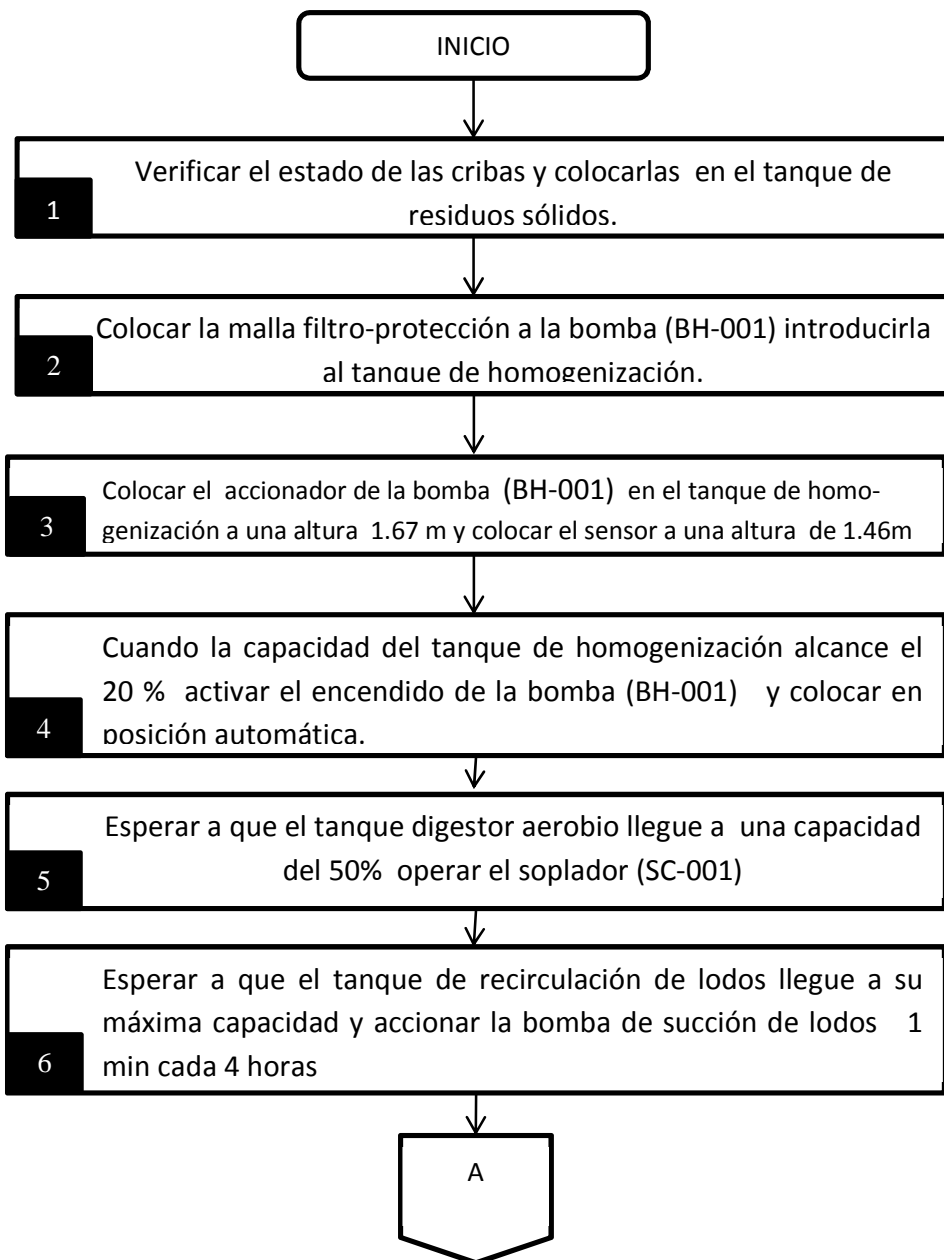 INICIO
Verificar el estado de las cribas y colocarlas en el tanque de
residuos sólidos.
1
Colocar la malla filtro-protección a la bomba (BH-001) introducirla
al tanque de homogenización.
2
Colocar el accionador de la bomba (BH-001) en el tanque de homo-
genización a una altura 1.67 m y colocar el sensor a una altura de 1.46m
3
Cuando la capacidad del tanque de homogenización alcance el
20 % activar el encendido de la bomba (BH-001) y colocar en
posición automática.
4
Esperar a que el tanque digestor aerobio llegue a una capacidad
del 50% operar el soplador (SC-001)
5
Esperar a que el tanque de recirculación de lodos llegue a su
máxima capacidad y accionar la bomba de succión de lodos 1
min cada 4 horas
6
A